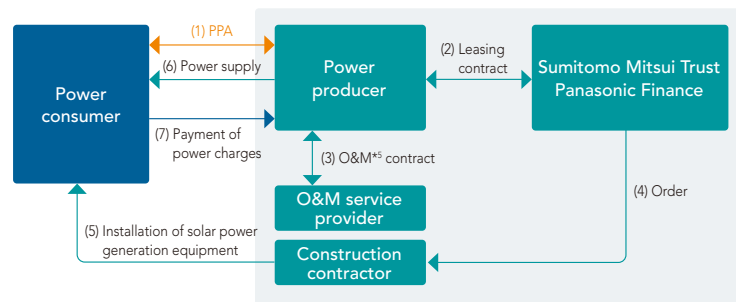 (1) PPA
(6) Power supply
Power
consumer
(7) Payment of
power charges
Power
producer
(2) Leasing
contract
Sumitomo Mitsui Trust
Panasonic Finance
(3) O&M*5 contract
O&M service
provider
(4) Order
(5) Installation of solar power
generation equipment
Construction
contractor